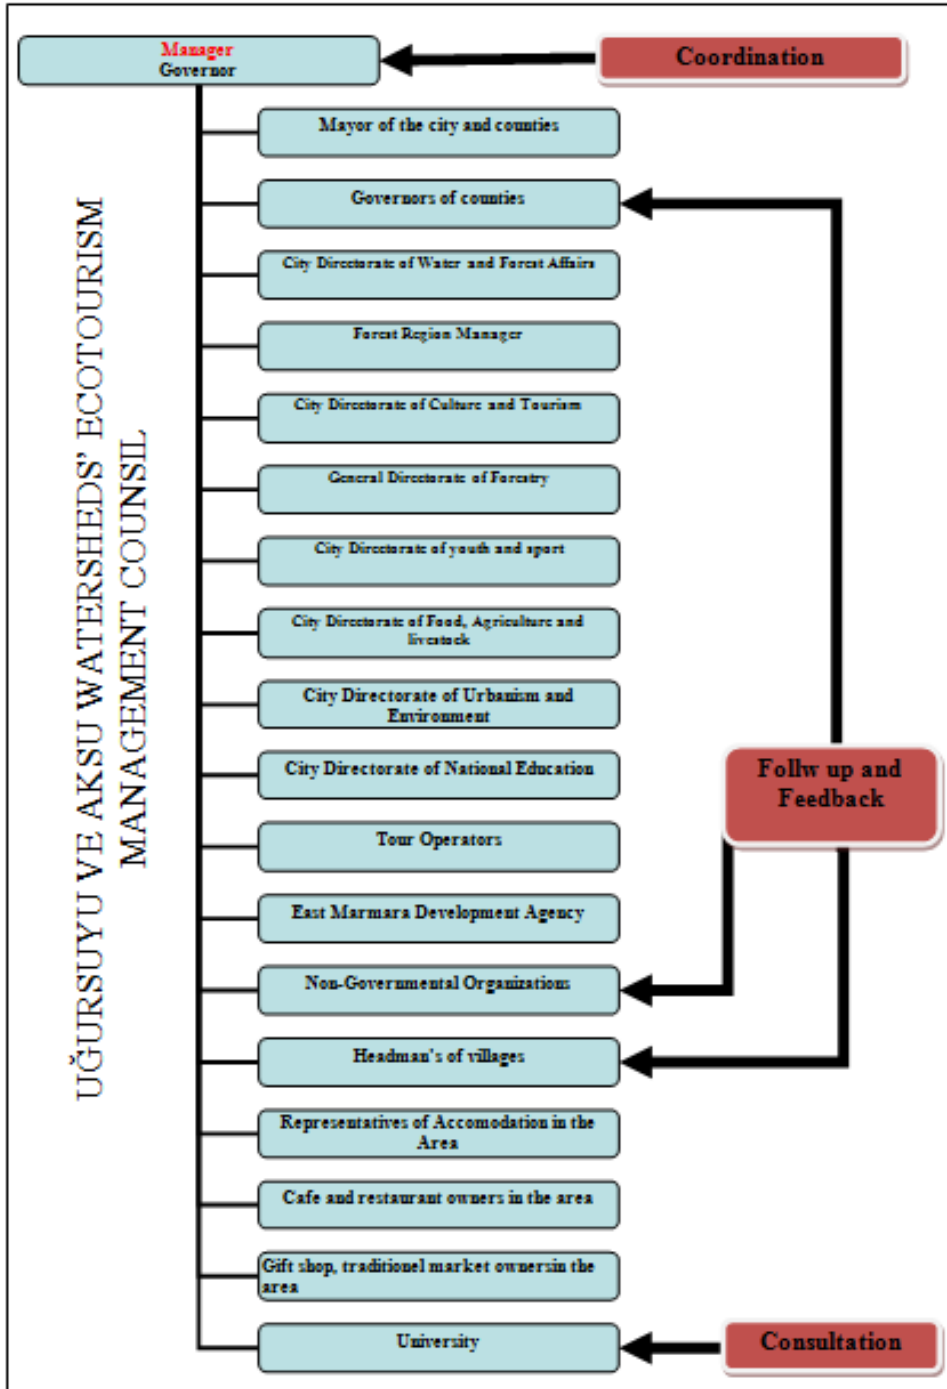 Manager
Governor
Coordination
Mayor of the city and counties
Governors of counties
City Directorate of Water and Forest Affairs
Forest Region Manager
City Directorate of Culture and Tourism
General Directorate of Forestry
City Directorate of youth and sport
City Directorate of Food, Agriculture and
livestock
City Directorate of Urbanism and
Environment
City Directorate of National Education
Follw up and
Feedback
Tour Operators
East Marmara Development Agency
Non-Governmental Organizations
Headman's of villages
Representatives of Accomodation in the
Area
Cafe and restaurant owners in the area
Gift shop, traditionel market ownersin the
area
University
Consultation
UĞURSUYU VE AKSU WATERSHEDS' ECOTOURISM
MANAGEMENT COUNSIL